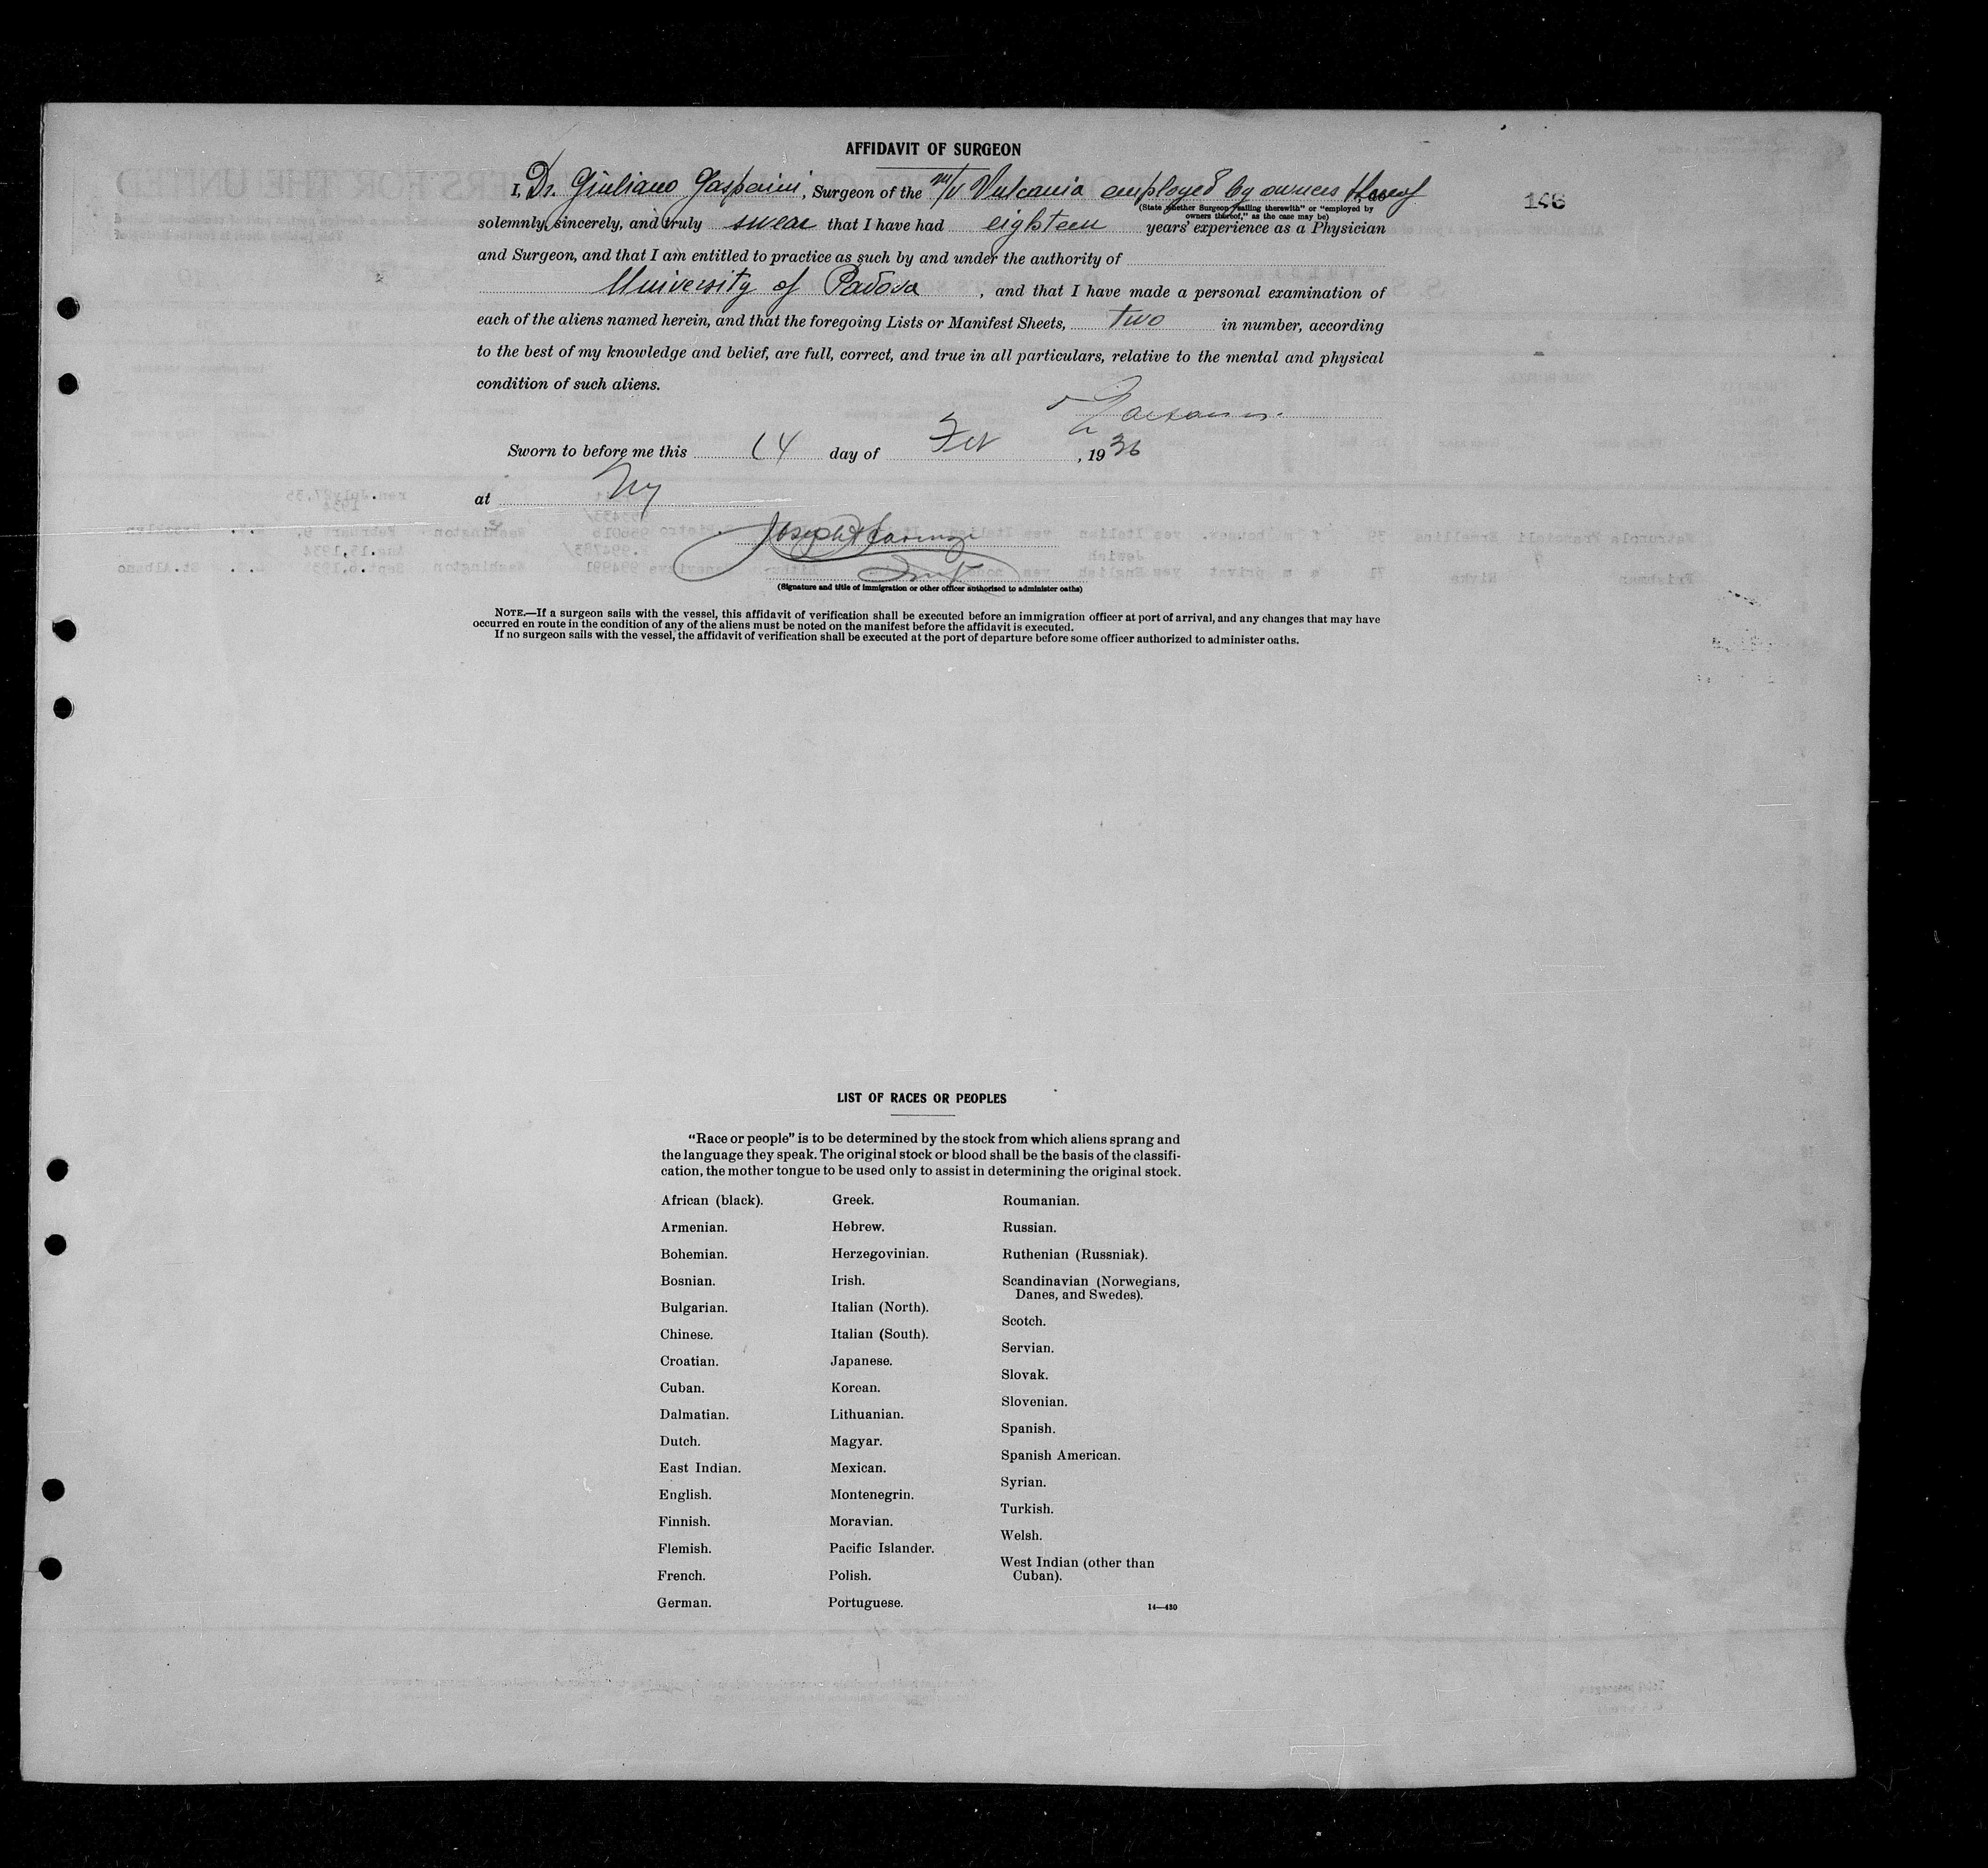 AFFIDAVIT OF SURGEON
146
I, Dr. Giuliano Gasparini, Surgeon of the M/V Vulcania employed by owners thereof, do
(State whether Surgeon "sailing therewith" or "employed by
owners thereof," as the case may be)
solemnly, sincerely, and truly swear that I have had eighteen years' experience as a Physician
and Surgeon, and that I am entitled to practice as such by and under the authority of
University of Padova, and that I have made a personal examination of
each of the aliens named herein, and that the foregoing Lists or Manifest Sheets, two in number, according
to the best of my knowledge and belief, are full, correct, and true in all particulars, relative to the mental and physical
condition of such aliens.
Sworn to before me this 14 day of Feb, 1936
at NY
Joseph
(Signature and title of immigration or other officer authorized to administer oaths)
NOTE.—If a surgeon sails with the vessel, this affidavit of verification shall be executed before an immigration officer at port of arrival, and any changes that may have
occurred en route in the condition of any of the aliens must be noted on the manifest before the affidavit is executed.
If no surgeon sails with the vessel, the affidavit of verification shall be executed at the port of departure before some officer authorized to administer oaths.
LIST OF RACES OR PEOPLES
"Race or people" is to be determined by the stock from which aliens sprang and
the language they speak. The original stock or blood shall be the basis of the classifi-
cation, the mother tongue to be used only to assist in determining the original stock.
African (black).
Armenian.
Bohemian.
Bosnian.
Bulgarian.
Chinese.
Croatian.
Cuban.
Dalmatian.
Dutch.
East Indian.
English.
Finnish.
Flemish.
French.
German.
Greek.
Hebrew.
Herzegovinian.
Irish.
Italian (North).
Italian (South).
Japanese.
Korean.
Lithuanian.
Magyar.
Mexican.
Montenegrin.
Moravian.
Pacific Islander.
Polish.
Portuguese.
Roumanian.
Russian.
Ruthenian (Russniak).
Scandinavian (Norwegians,
Danes, and Swedes).
Scotch.
Servian.
Slovak.
Slovenian.
Spanish.
Spanish American.
Syrian.
Turkish.
Welsh.
West Indian (other than
Cuban).
14—430